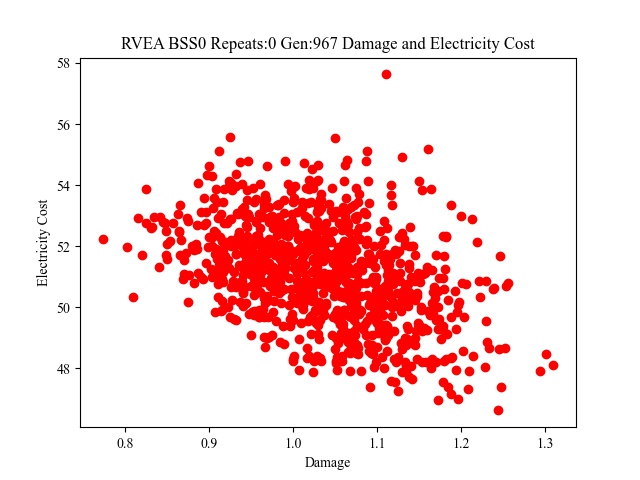 RVEA BSS0 Repeats:0 Gen:967 Damage and Electricity Cost
58
56
54
52
50
48
Electricity Cost
0.8 0.9 1.0 1.1 1.2 1.3
Damage